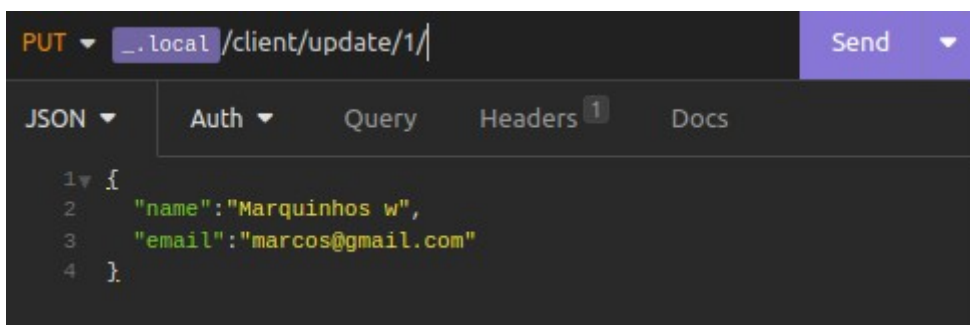 PUT _.local /client/update/1/ Send
JSON Auth Query Headers 1 Docs
1 {
2 "name":"Marquinhos w",
3 "email":"marcos@gmail.com"
4 }